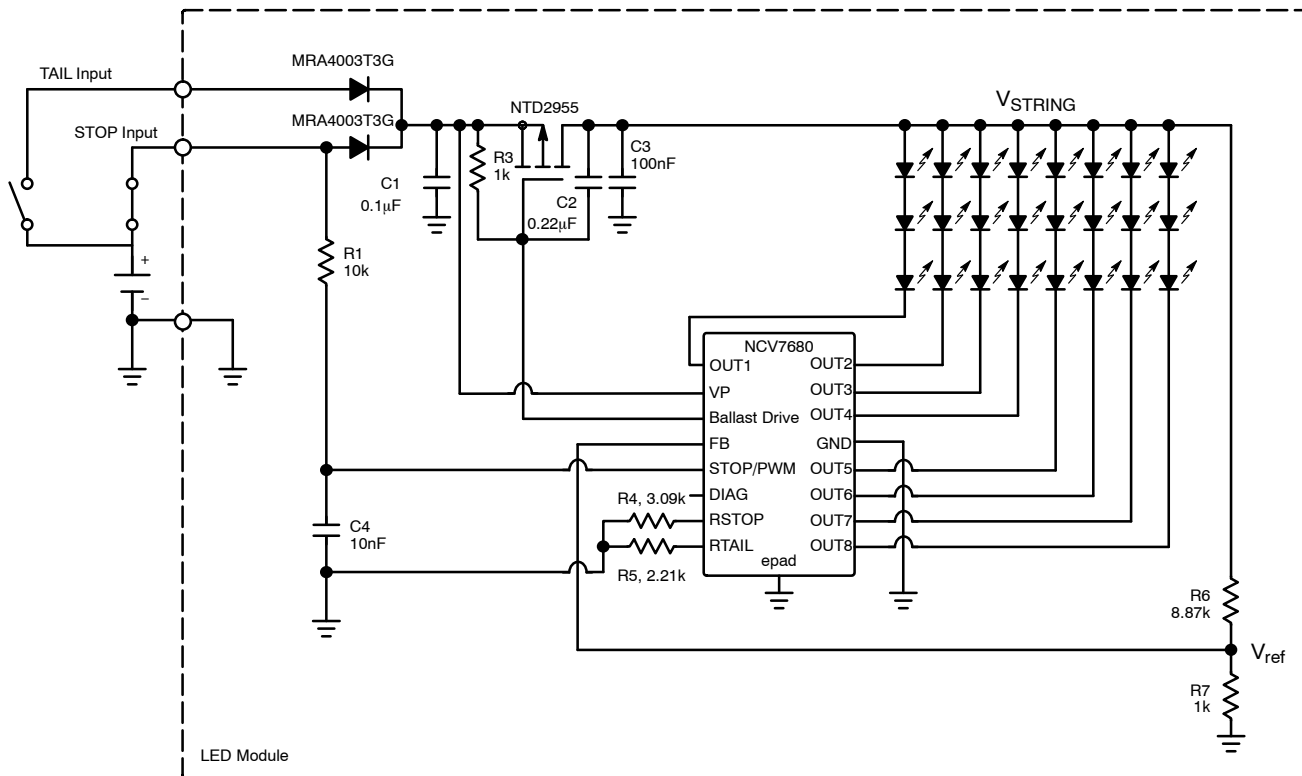 MRA4003T3G
TAIL Input
NTD2955
VSTRING
MRA4003T3G
STOP Input
R3
1k
C3
100nF
C1
0.1µF
C2
0.22µF
R1
10k
+
−
NCV7680
OUT1
OUT2
VP
OUT3
Ballast Drive
OUT4
FB
GND
STOP/PWM
OUT5
DIAG
OUT6
R4, 3.09k
RSTOP
OUT7
C4
10nF
RTAIL
OUT8
epad
R5, 2.21k
R6
8.87k
Vref
R7
1k
LED Module